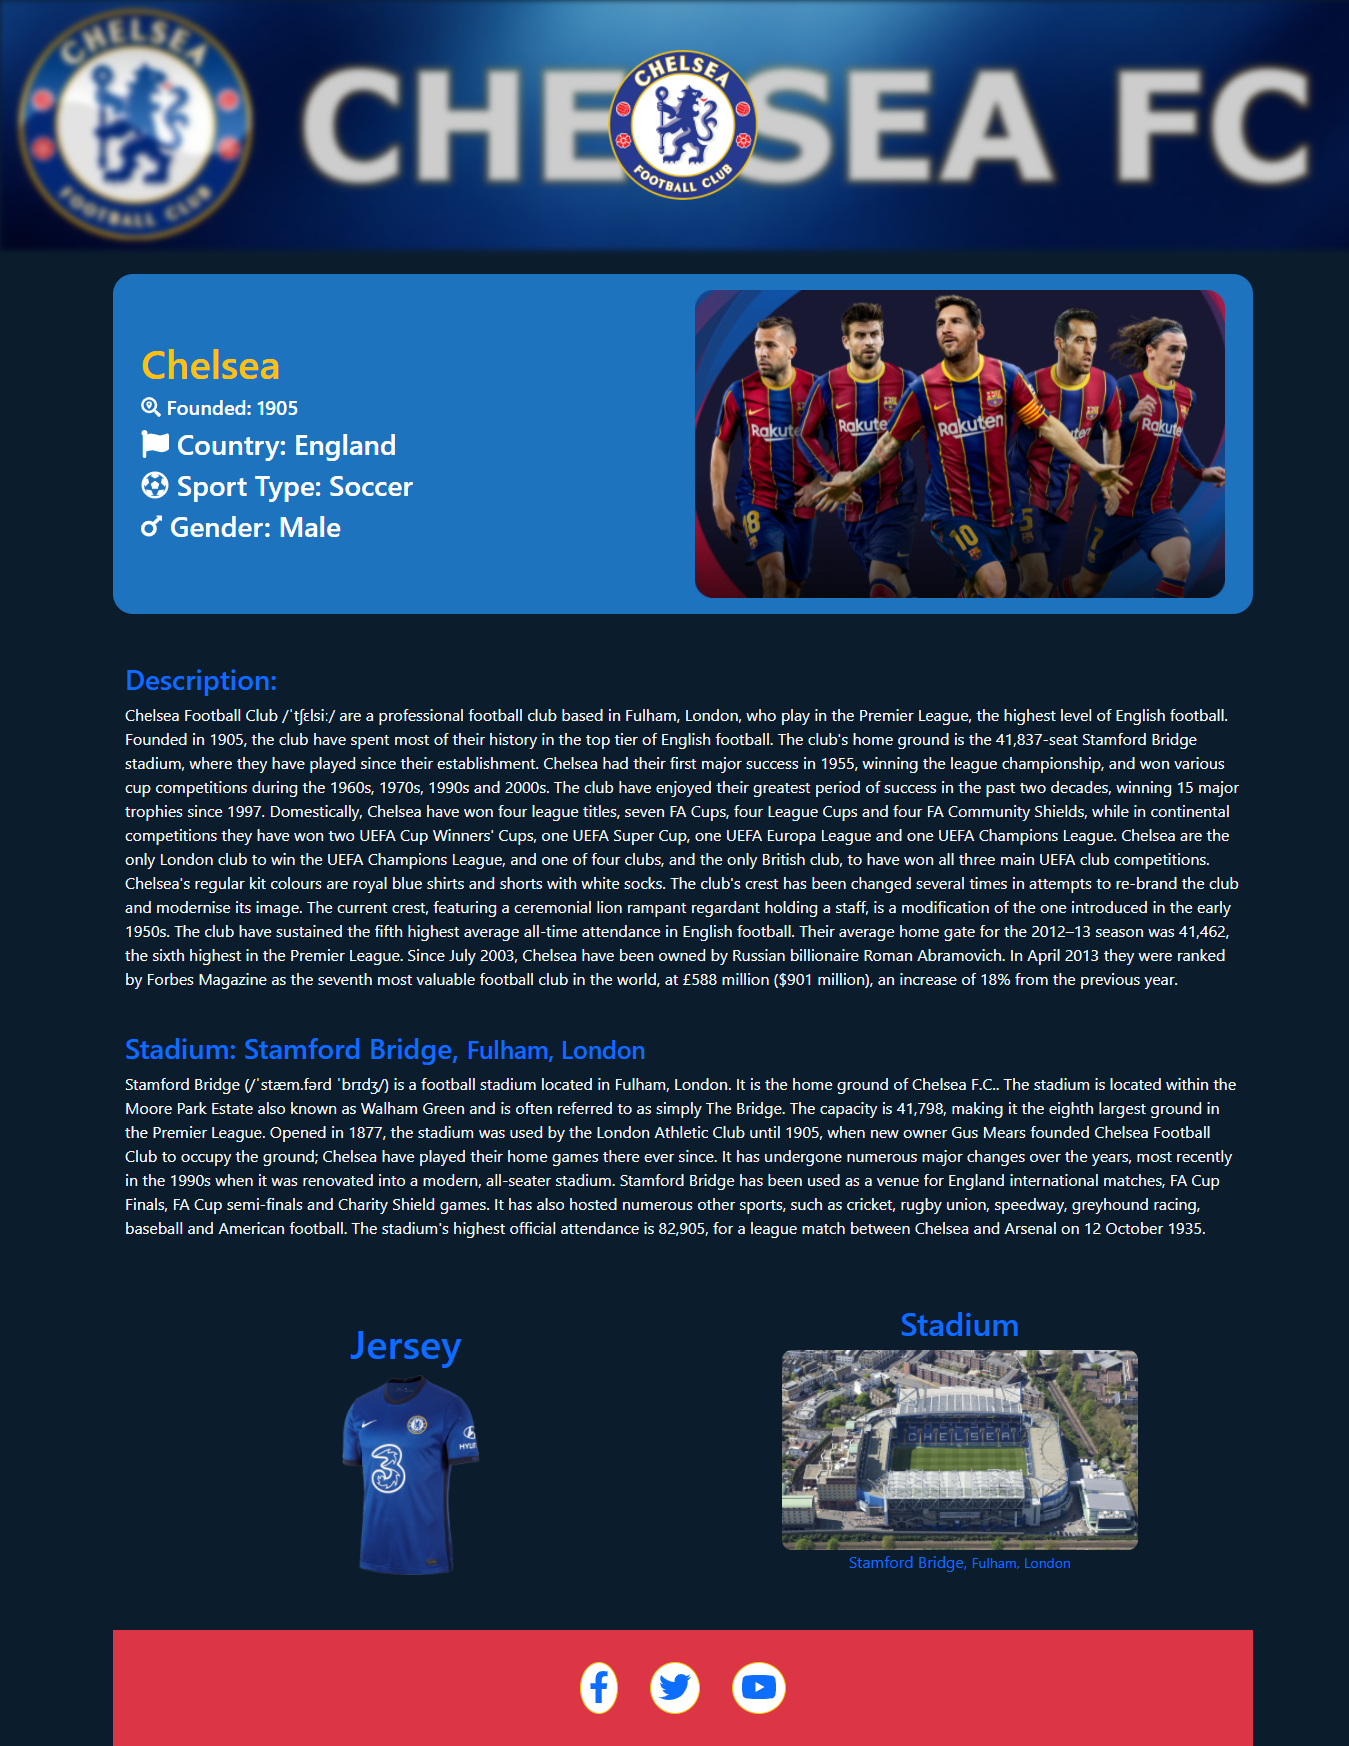 CHELSEA
FOOTBALL CLUB
CHELSEA FC
CHELSEA
FOOTBALL CLUB
Chelsea
Founded: 1905
Country: England
Sport Type: Soccer
Gender: Male
Rakuten
Rakuten
Rakuten
Rakuten
8
10
5
7
Description:
Chelsea Football Club /ˈtʃɛlsiː/ are a professional football club based in Fulham, London, who play in the Premier League, the highest level of English football.
Founded in 1905, the club have spent most of their history in the top tier of English football. The club's home ground is the 41,837-seat Stamford Bridge
stadium, where they have played since their establishment. Chelsea had their first major success in 1955, winning the league championship, and won various
cup competitions during the 1960s, 1970s, 1990s and 2000s. The club have enjoyed their greatest period of success in the past two decades, winning 15 major
trophies since 1997. Domestically, Chelsea have won four league titles, seven FA Cups, four League Cups and four FA Community Shields, while in continental
competitions they have won two UEFA Cup Winners' Cups, one UEFA Super Cup, one UEFA Europa League and one UEFA Champions League. Chelsea are the
only London club to win the UEFA Champions League, and one of four clubs, and the only British club, to have won all three main UEFA club competitions.
Chelsea's regular kit colours are royal blue shirts and shorts with white socks. The club's crest has been changed several times in attempts to re-brand the club
and modernise its image. The current crest, featuring a ceremonial lion rampant regardant holding a staff, is a modification of the one introduced in the early
1950s. The club have sustained the fifth highest average all-time attendance in English football. Their average home gate for the 2012–13 season was 41,462,
the sixth highest in the Premier League. Since July 2003, Chelsea have been owned by Russian billionaire Roman Abramovich. In April 2013 they were ranked
by Forbes Magazine as the seventh most valuable football club in the world, at £588 million ($901 million), an increase of 18% from the previous year.
Stadium: Stamford Bridge, Fulham, London
Stamford Bridge (/ˈstæm.fərd ˈbrɪdʒ/) is a football stadium located in Fulham, London. It is the home ground of Chelsea F.C.. The stadium is located within the
Moore Park Estate also known as Walham Green and is often referred to as simply The Bridge. The capacity is 41,798, making it the eighth largest ground in
the Premier League. Opened in 1877, the stadium was used by the London Athletic Club until 1905, when new owner Gus Mears founded Chelsea Football
Club to occupy the ground; Chelsea have played their home games there ever since. It has undergone numerous major changes over the years, most recently
in the 1990s when it was renovated into a modern, all-seater stadium. Stamford Bridge has been used as a venue for England international matches, FA Cup
Finals, FA Cup semi-finals and Charity Shield games. It has also hosted numerous other sports, such as cricket, rugby union, speedway, greyhound racing,
baseball and American football. The stadium's highest official attendance is 82,905, for a league match between Chelsea and Arsenal on 12 October 1935.
Jersey
3
Stadium
CHELSEA
Stamford Bridge, Fulham, London